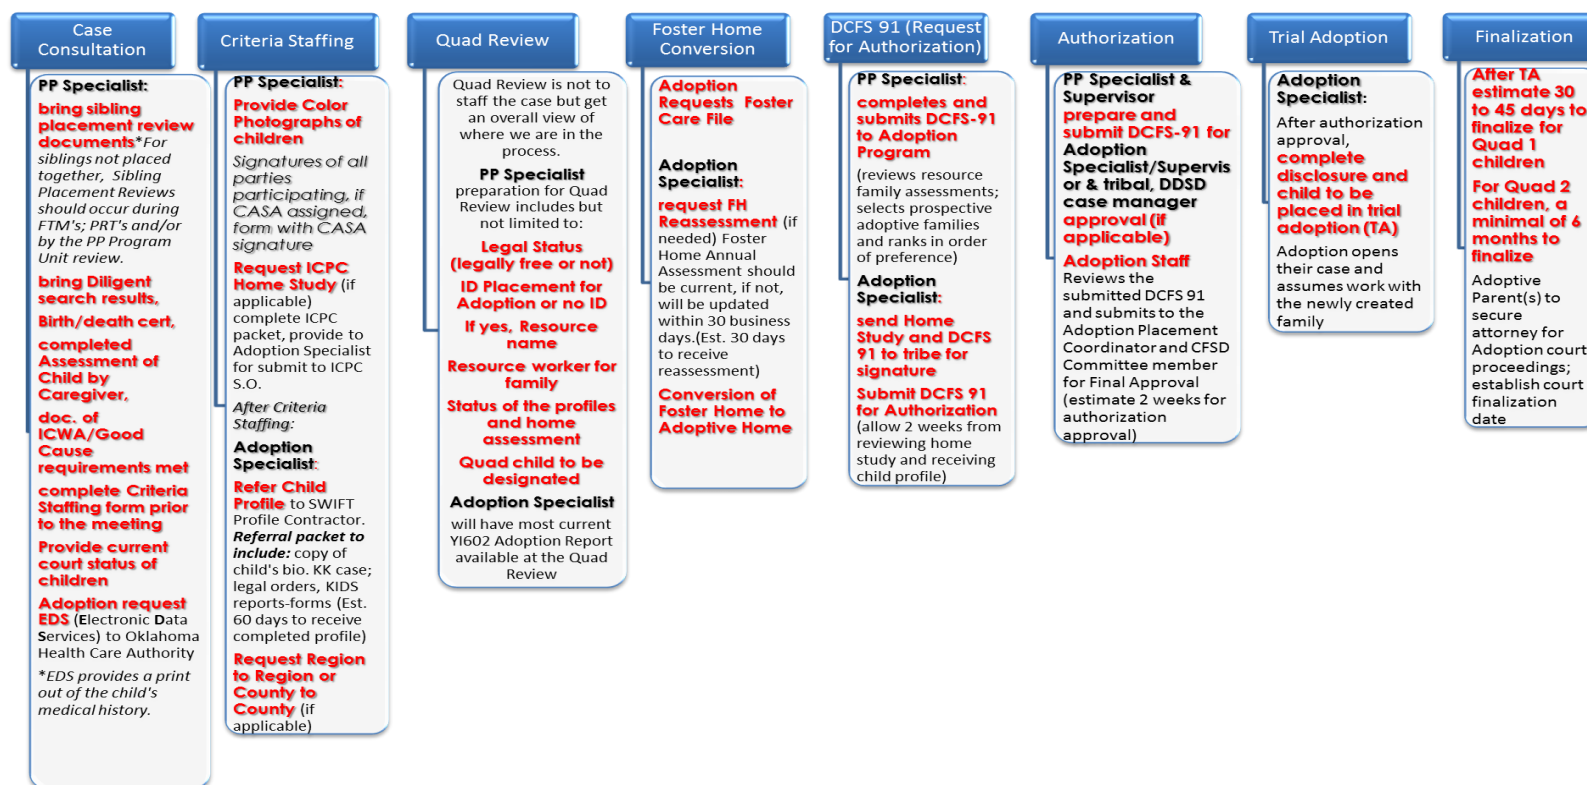 Case
Consultation
PP Specialist:
bring sibling
placement review
documents*For
siblings not placed
together, Sibling
Placement Reviews
should occur during
FTM's; PRT's and/or
by the PP Program
Unit review.
bring Diligent
search results,
Birth/death cert,
completed
Assessment of
Child by
Caregiver,
doc. of
ICWA/Good
Cause
requirements met
complete Criteria
Staffing form prior
to the meeting
Provide current
court status of
children
Adoption request
EDS (Electronic Data
Services) to Oklahoma
Health Care Authority
*EDS provides a print
out of the child's
medical history.
Criteria Staffing
PP Specialist:
Provide Color
Photographs of
children
Signatures of all
parties
participating, if
CASA assigned,
form with CASA
signature
Request ICPC
Home Study (if
applicable)
complete ICPC
packet, provide to
Adoption Specialist
for submit to ICPC
S.O.
After Criteria
Staffing:
Adoption
Specialist:
Refer Child
Profile to SWIFT
Profile Contractor.
Referral packet to
include: copy of
child's bio. KK case;
legal orders, KIDS
reports-forms (Est.
60 days to receive
completed profile)
Request Region
to Region or
County to
County (if
applicable)
Quad Review
Quad Review is not to
staff the case but get
an overall view of
where we are in the
process.
PP Specialist
preparation for Quad
Review includes but
not limited to:
Legal Status
(legally free or not)
ID Placement for
Adoption or no ID
If yes, Resource
name
Resource worker for
family
Status of the profiles
and home
assessment
Quad child to be
designated
Adoption Specialist
will have most current
YI602 Adoption Report
available at the Quad
Review
Foster Home
Conversion
Adoption
Requests Foster
Care File
Adoption
Specialist:
request FH
Reassessment (if
needed) Foster
Home Annual
Assessment should
be current, if not,
will be updated
within 30 business
days.(Est. 30 days
to receive
reassessment)
Conversion of
Foster Home to
Adoptive Home
DCFS 91 (Request
for Authorization)
PP Specialist:
completes and
submits DCFS-91
to Adoption
Program
(reviews resource
family assessments;
selects prospective
adoptive families
and ranks in order
of preference)
Adoption
Specialist:
send Home
Study and DCFS
91 to tribe for
signature
Submit DCFS 91
for Authorization
(allow 2 weeks from
reviewing home
study and receiving
child profile)
Authorization
PP Specialist &
Supervisor
prepare and
submit DCFS-91 for
Adoption
Specialist/Supervis
or & tribal, DDSD
case manager
approval (if
applicable)
Adoption Staff
Reviews the
submitted DCFS 91
and submits to the
Adoption Placement
Coordinator and CFSD
Committee member
for Final Approval
(estimate 2 weeks for
authorization
approval)
Trial Adoption
Adoption
Specialist:
After authorization
approval,
complete
disclosure and
child to be
placed in trial
adoption (TA)
Adoption opens
their case and
assumes work with
the newly created
family
Finalization
After TA
estimate 30
to 45 days to
finalize for
Quad 1
children
For Quad 2
children, a
minimal of 6
months to
finalize
Adoptive
Parent(s) to
secure
attorney for
Adoption court
proceedings;
establish court
finalization
date